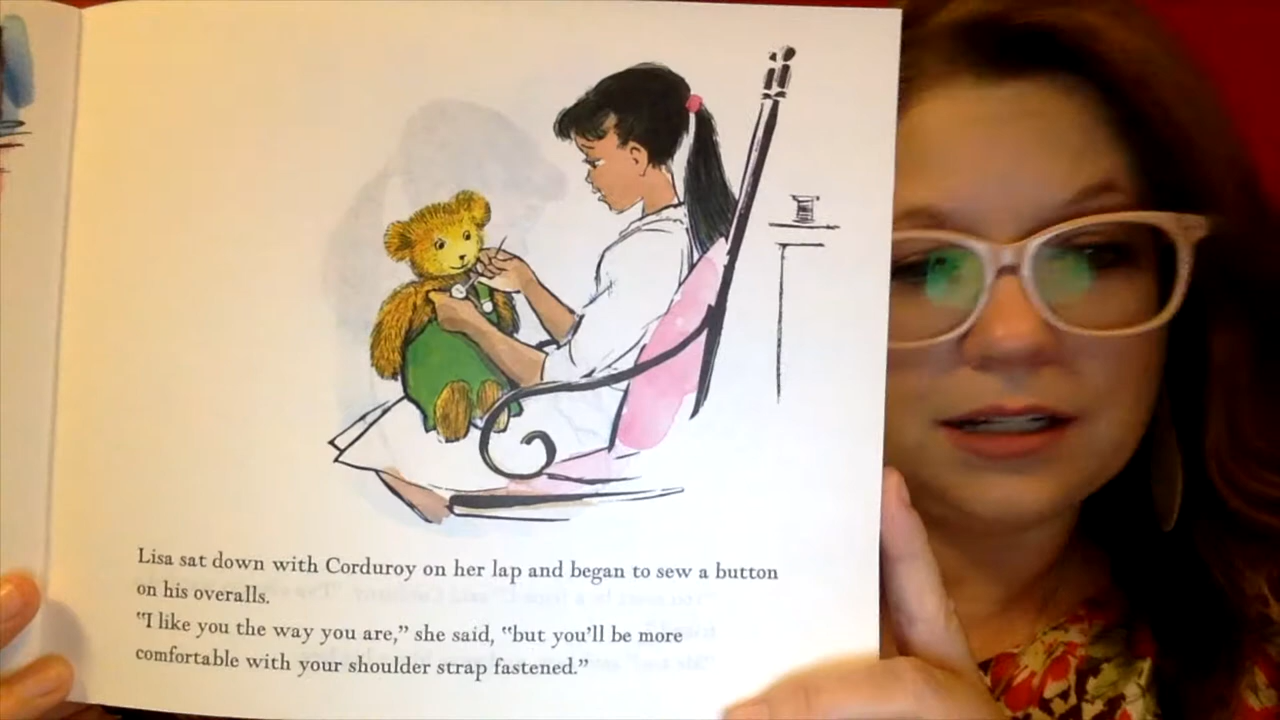 Lisa sat down with Corduroy on her lap and began to sew a button
on his overalls.
"I like you the way you are," she said, "but you'll be more
comfortable with your shoulder strap fastened."